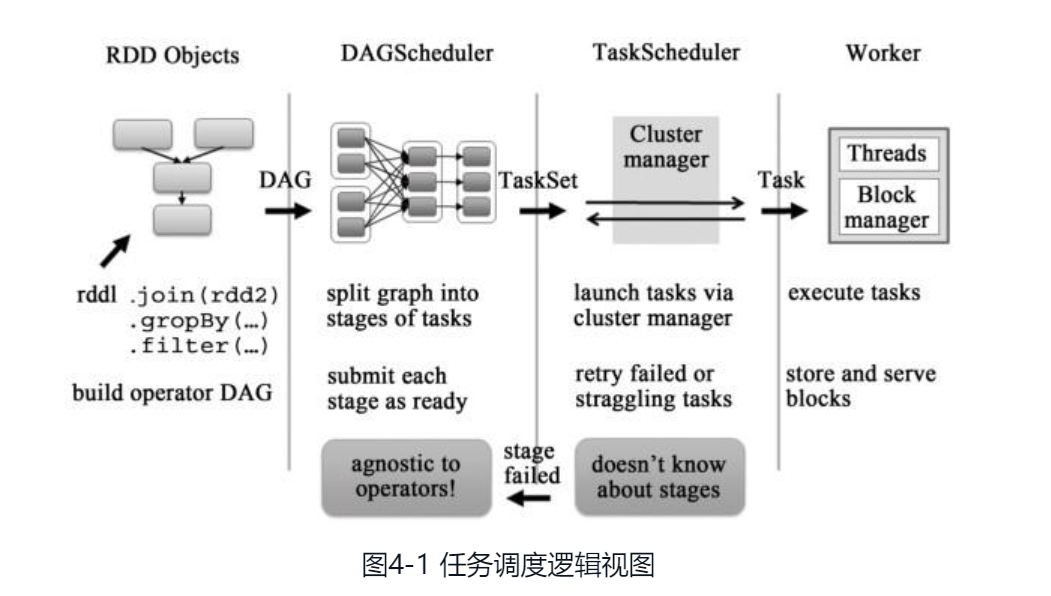 RDD Objects
DAGScheduler
TaskScheduler
Worker
DAG
TaskSet
Cluster
manager
Task
Threads
Block
manager
rddl .join(rdd2)
.gropBy(…)
.filter(…)
build operator DAG
split graph into
stages of tasks
submit each
stage as ready
launch tasks via
cluster manager
retry failed or
straggling tasks
execute tasks
store and serve
blocks
agnostic to
operators!
stage
failed
doesn't know
about stages
图4-1 任务调度逻辑视图